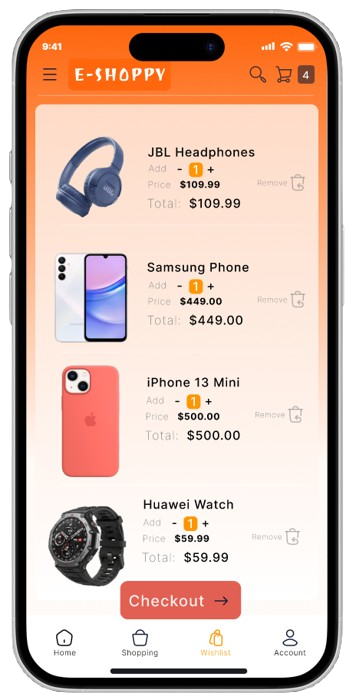 9:41
E-SHOPPY
4
JBL Headphones
Add - 1 +
Price $109.99
Remove
Total: $109.99
Samsung Phone
Add - 1 +
Price $449.00
Remove
Total: $449.00
iPhone 13 Mini
Add - 1 +
Price $500.00
Remove
Total: $500.00
Huawei Watch
Add - 1 +
Price $59.99
Remove
Total: $59.99
Checkout →
Home Shopping Wishlist Account